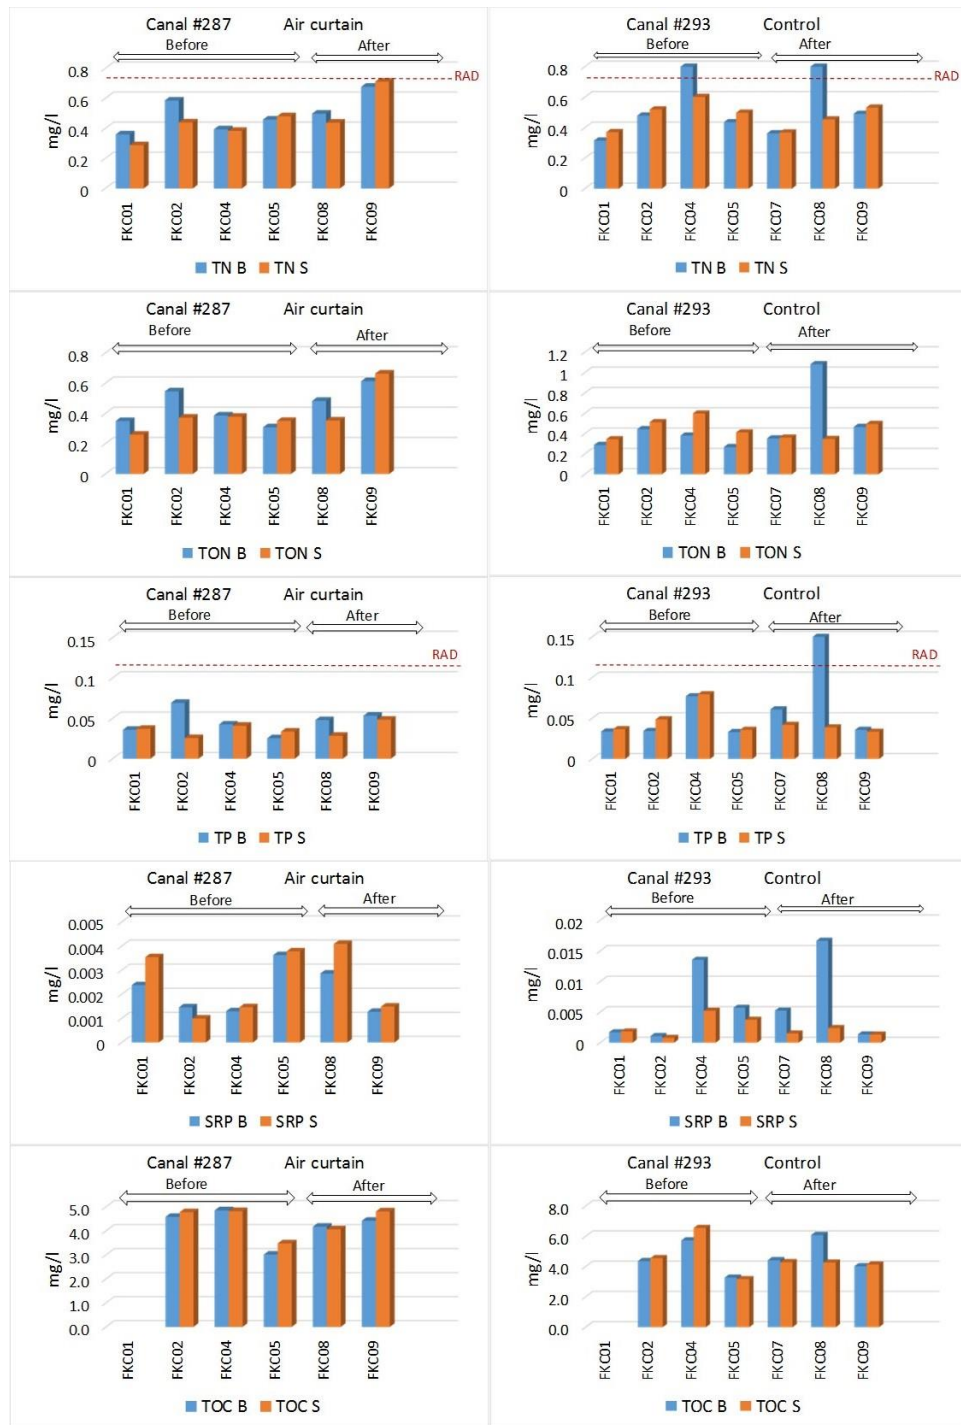 Canal #287 Air curtain
Before After
0.8
RAD
0.6
0.4
0.2
0
mg/l
FKC01 FKC02 FKC04 FKC05 FKC08 FKC09
TN B TN S
Canal #293 Control
Before After
0.8
RAD
0.6
0.4
0.2
0
mg/l
FKC01 FKC02 FKC04 FKC05 FKC07 FKC08 FKC09
TN B TN S
Canal #287 Air curtain
Before After
0.8
0.6
0.4
0.2
0
mg/l
FKC01 FKC02 FKC04 FKC05 FKC08 FKC09
TON B TON S
Canal #293 Control
Before After
1.2
1
0.8
0.6
0.4
0.2
0
mg/l
FKC01 FKC02 FKC04 FKC05 FKC07 FKC08 FKC09
TON B TON S
Canal #287 Air curtain
Before After
0.15
RAD
0.1
0.05
0
mg/l
FKC01 FKC02 FKC04 FKC05 FKC08 FKC09
TP B TP S
Canal #293 Control
Before After
0.15
RAD
0.1
0.05
0
mg/l
FKC01 FKC02 FKC04 FKC05 FKC07 FKC08 FKC09
TP B TP S
Canal #287 Air curtain
Before After
0.005
0.004
0.003
0.002
0.001
0
mg/l
FKC01 FKC02 FKC04 FKC05 FKC08 FKC09
SRP B SRP S
Canal #293 Control
Before After
0.02
0.015
0.01
0.005
0
mg/l
FKC01 FKC02 FKC04 FKC05 FKC07 FKC08 FKC09
SRP B SRP S
Canal #287 Air curtain
Before After
5.0
4.0
3.0
2.0
1.0
0.0
mg/l
FKC01 FKC02 FKC04 FKC05 FKC08 FKC09
TOC B TOC S
Canal #293 Control
Before After
8.0
6.0
4.0
2.0
0.0
mg/l
FKC01 FKC02 FKC04 FKC05 FKC07 FKC08 FKC09
TOC B TOC S